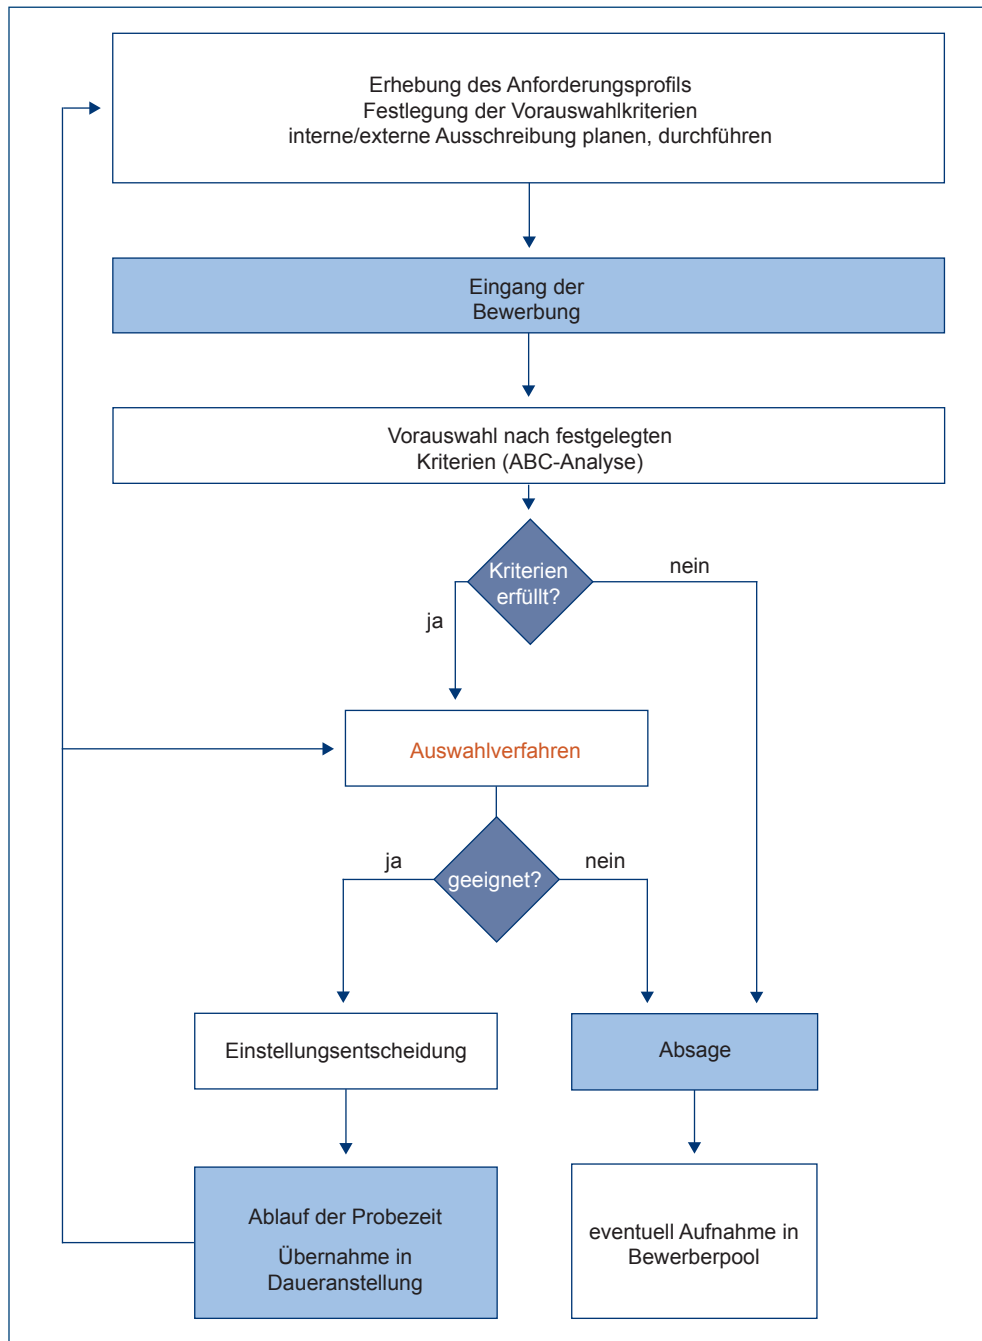 Erhebung des Anforderungsprofils
Festlegung der Vorauswahlkriterien
interne/externe Ausschreibung planen, durchführen
Eingang der
Bewerbung
Vorauswahl nach festgelegten
Kriterien (ABC-Analyse)
Kriterien
erfüllt?
nein
ja
Auswahlverfahren
ja
nein
geeignet?
Einstellungsentscheidung
Absage
Ablauf der Probezeit
Übernahme in
Daueranstellung
eventuell Aufnahme in
Bewerberpool